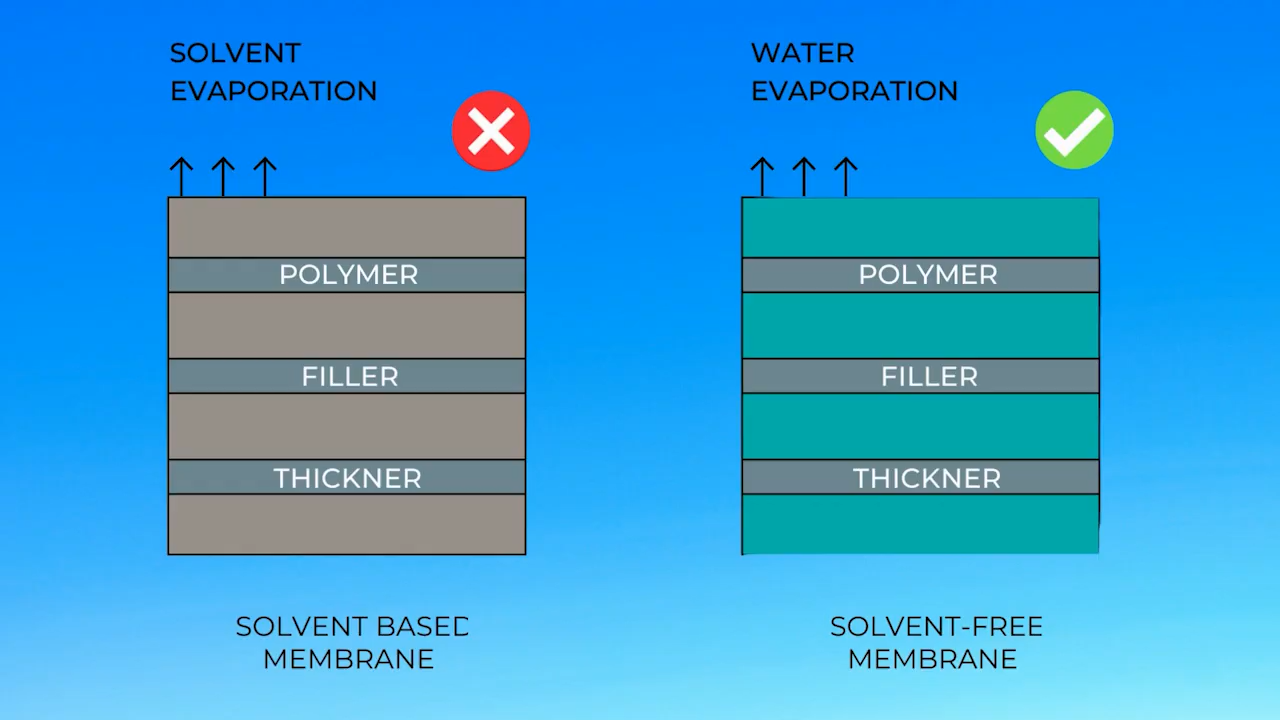 SOLVENT
EVAPORATION
POLYMER
FILLER
THICKNER
SOLVENT BASED
MEMBRANE
WATER
EVAPORATION
POLYMER
FILLER
THICKNER
SOLVENT-FREE
MEMBRANE